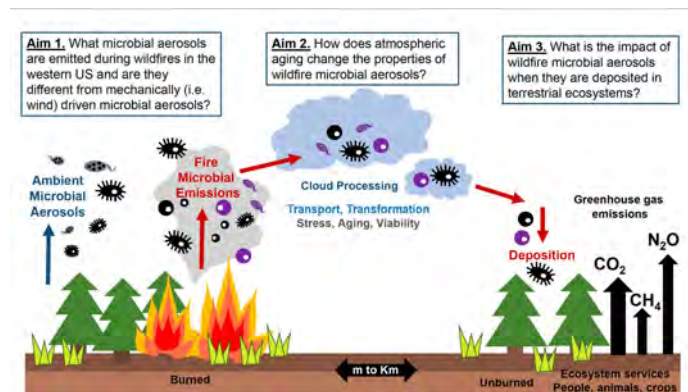 Aim 1. What microbial aerosols
are emitted during wildfires in the
western US and are they
different from mechanically (i.e.
wind) driven microbial aerosols?
Aim 2. How does atmospheric
aging change the properties of
wildfire microbial aerosols?
Aim 3. What is the impact of
wildfire microbial aerosols
when they are deposited in
terrestrial ecosystems?
Ambient
Microbial
Aerosols
Fire
Microbial
Emissions
Cloud Processing
Transport, Transformation
Stress, Aging, Viability
Deposition
Greenhouse gas
emissions
CO2
CH4
N2O
Burned
m to Km
Unburned
Ecosystem services
People, animals, crops